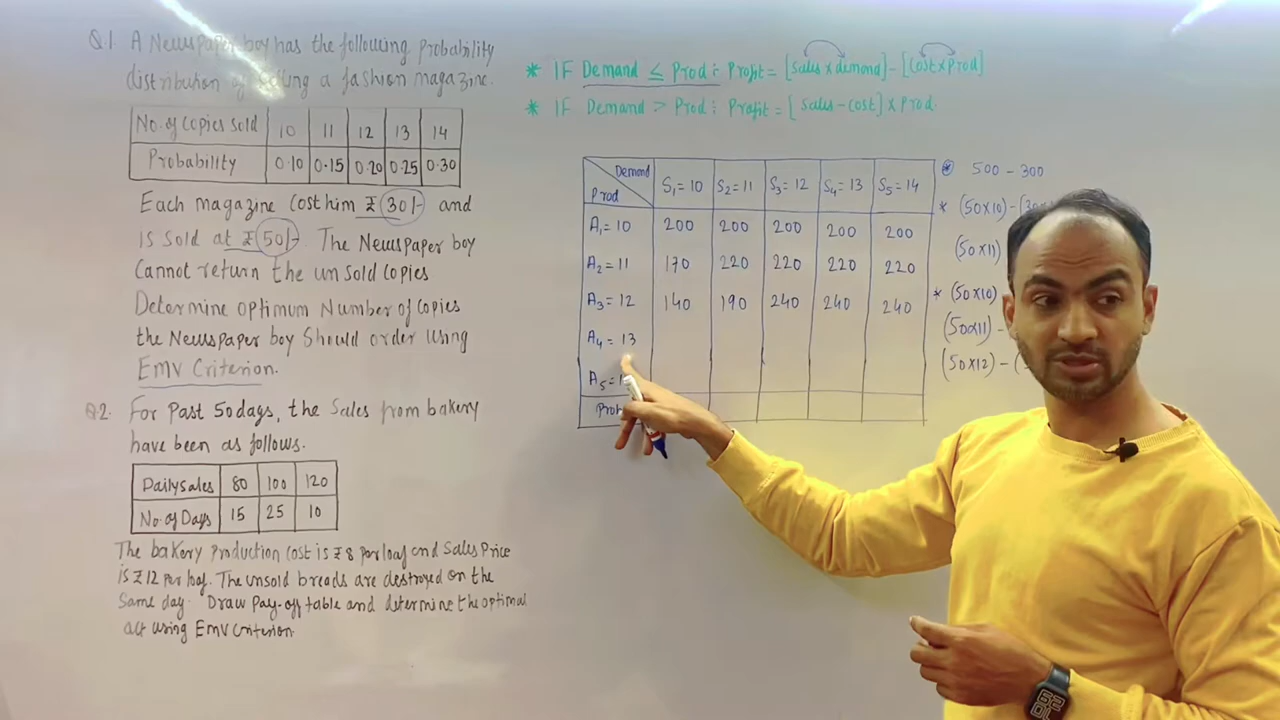 Q.1 A Newspaper boy has the following Probability
distribution of selling a fashion magazine.
No. of Copies sold 10 11 12 13 14
Probability 0.10 0.15 0.20 0.25 0.30
Each magazine Cost him ₹ 30/- and
is Sold at ₹ 50/-. The Newspaper boy
Cannot return the unsold Copies
Determine optimum Number of copies
the Newspaper boy Should order Using
EMV Criterion.
Q2. For Past 50 days, the Sales from bakery
have been as follows.
Daily sales 80 100 120
No. of Days 15 25 10
The bakery Production Cost is ₹ 8 Per loaf and Sales Price
is ₹ 12 Per loaf. The unsold breads are destroyed on the
Same day. Draw Pay-off table and determine the optimal
act using EMV Criterion.
* IF Demand ≤ Prod : Profit = [sales × demand] - [cost × Prod]
* IF Demand > Prod : Profit = [sales - cost] × Prod.
Demand
Prod S₁=10 S₂=11 S₃=12 S₄=13 S₅=14
A₁=10 200 200 200 200 200
A₂=11 170 220 220 220 220
A₃=12 140 190 240 240 240
A₄=13
A₅=
* 500 - 300
* (50×10) -
(50×11)
* (50×10)
(50×11) -
(50×12) - (
62